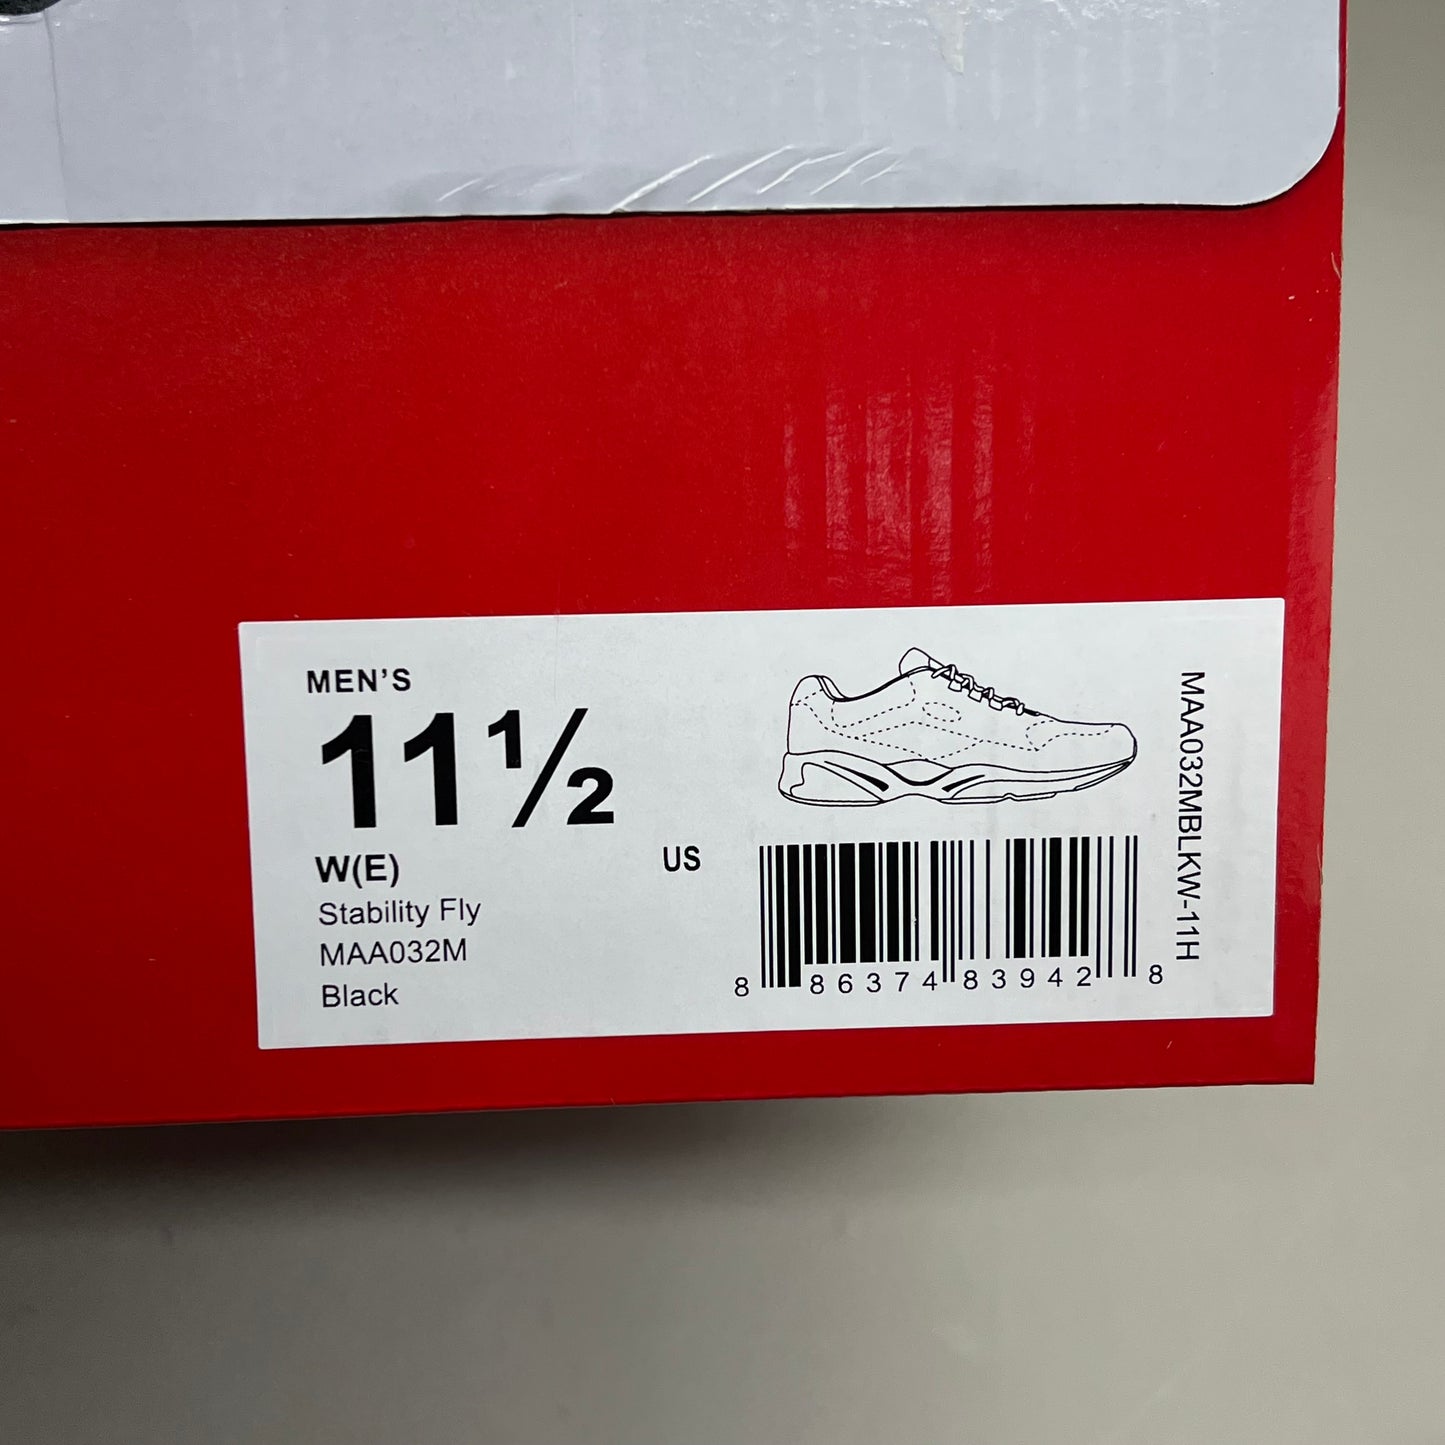 MEN'S
11½
W(E)
US
Stability Fly
MAA032M
Black
8 86374 83942 8
MAA032MBLKW-11H